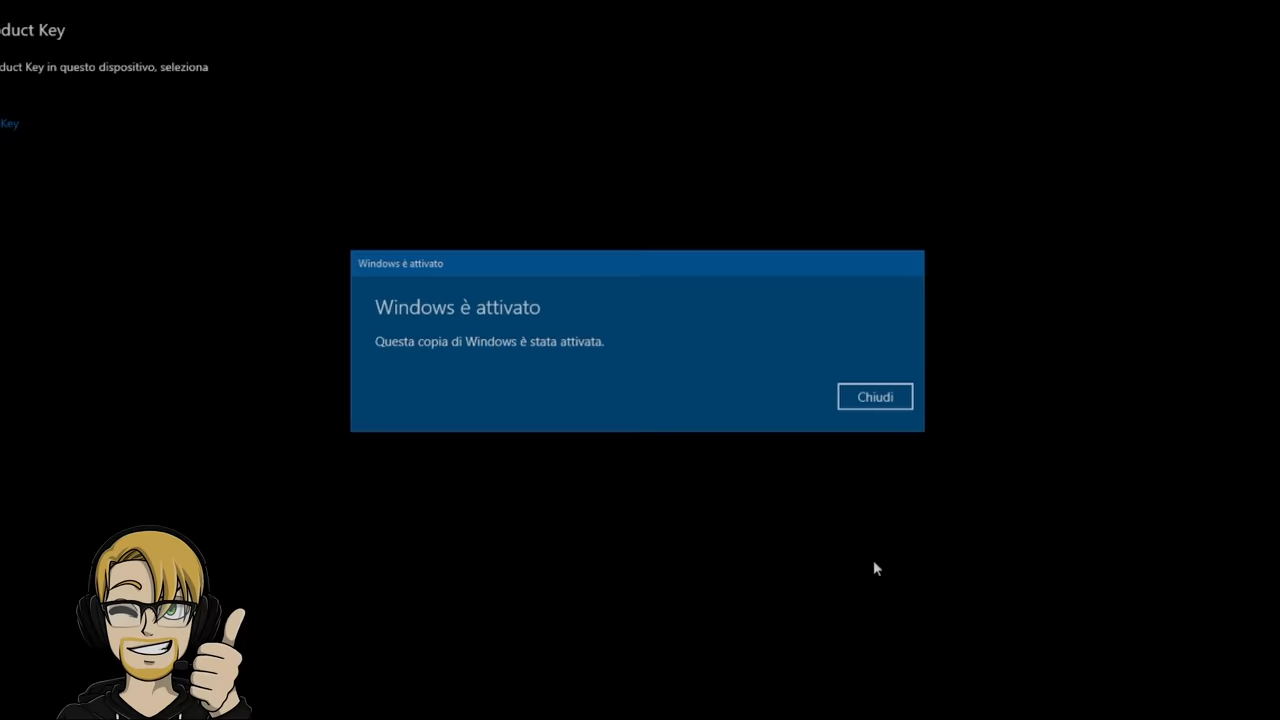 duct Key
duct Key in questo dispositivo, seleziona
Key
Windows è attivato
Windows è attivato
Questa copia di Windows è stata attivata.
Chiudi